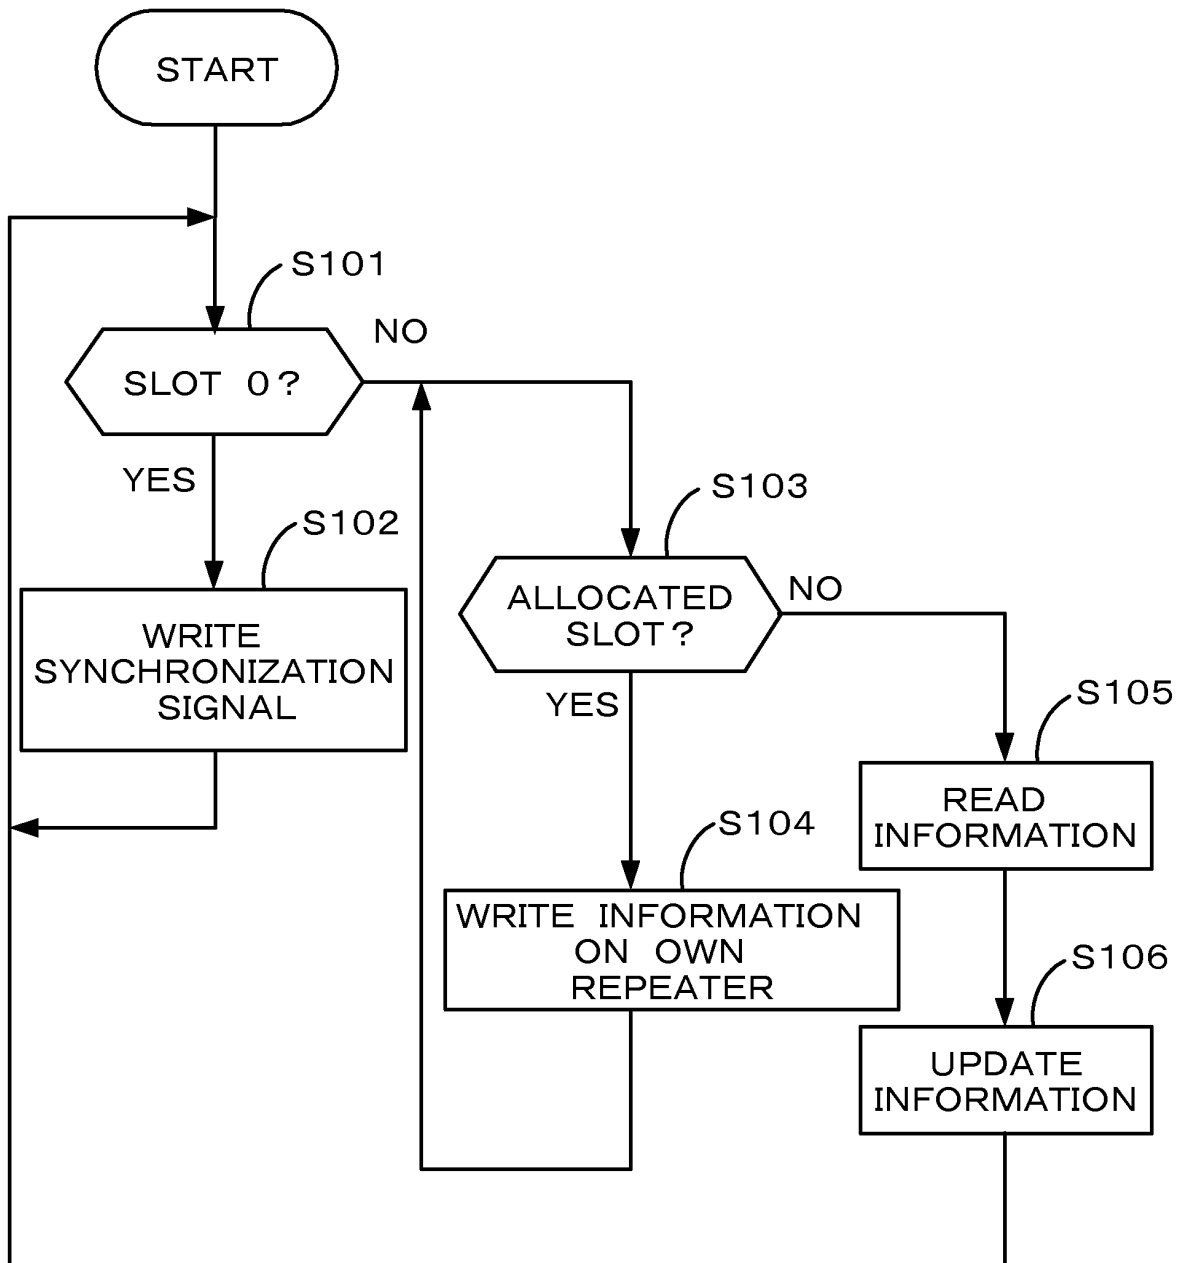 START
S101
NO
SLOT 0?
YES
S102
WRITE
SYNCHRONIZATION
SIGNAL
S103
ALLOCATED
SLOT?
NO
YES
S104
WRITE INFORMATION
ON OWN
REPEATER
S105
READ
INFORMATION
S106
UPDATE
INFORMATION